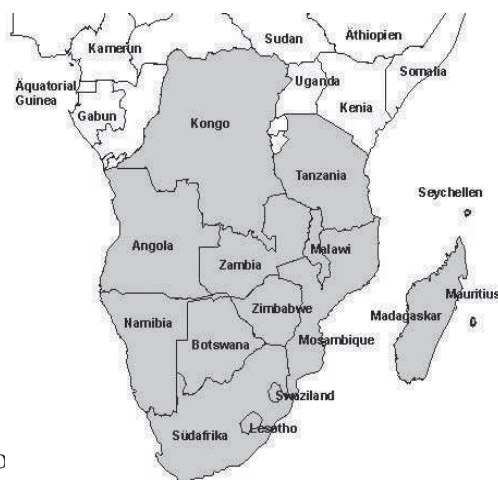 Sudan
Äthiopien
Kamerun
Somalia
Uganda
Äquatorial
Guinea
Kenia
Gabun
Kongo
Tanzania
Seychellen
Angola
Malawi
Zambia
Mauritius
Zimbabwe
Madagaskar
Namibia
Mosambique
Botswana
Swaziland
Lesotho
Südafrika